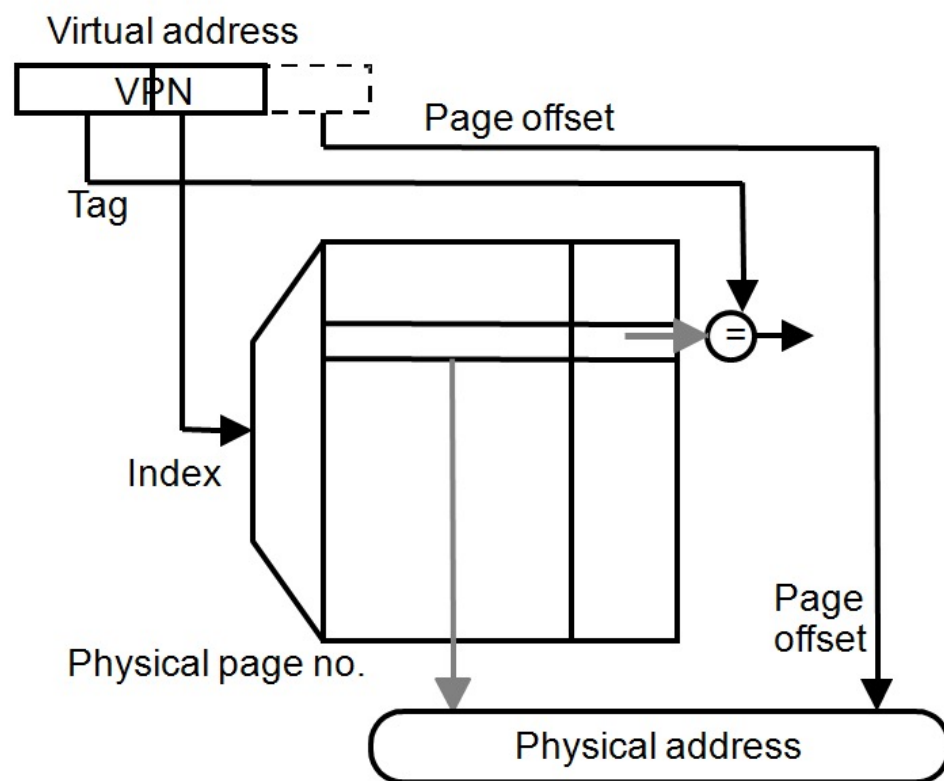 Virtual address
VPN
Page offset
Tag
=
Index
Page
offset
Physical page no.
Physical address